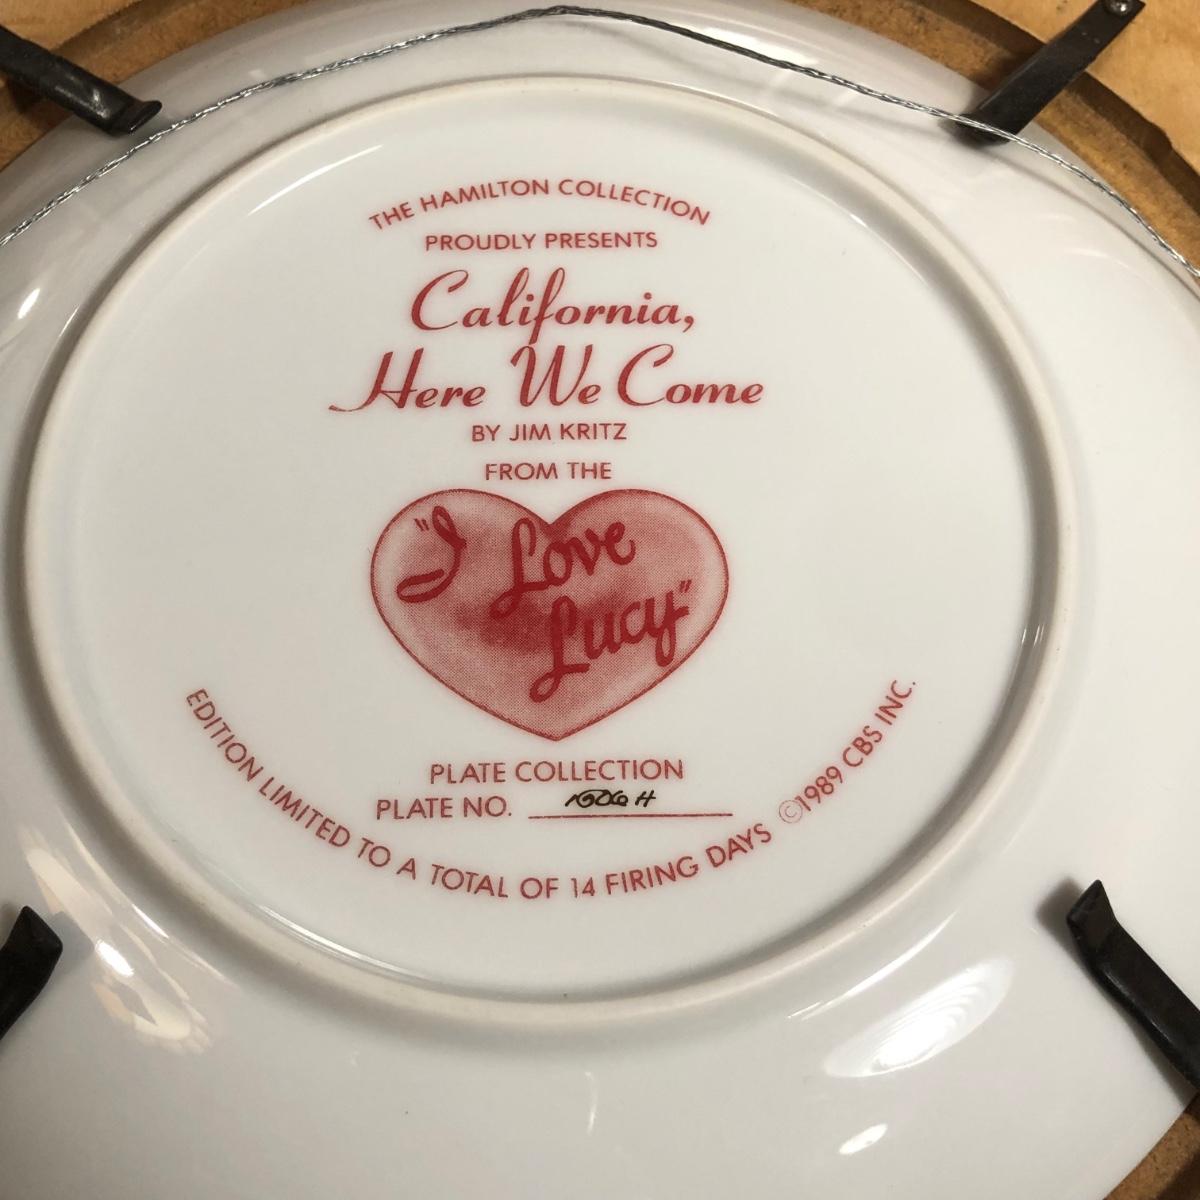 THE HAMILTON COLLECTION
PROUDLY PRESENTS
California,
Here We Come
BY JIM KRITZ
FROM THE
"I Love
Lucy"
PLATE COLLECTION
PLATE NO.
EDITION LIMITED TO A TOTAL OF 14 FIRING DAYS ©1989 CBS INC.